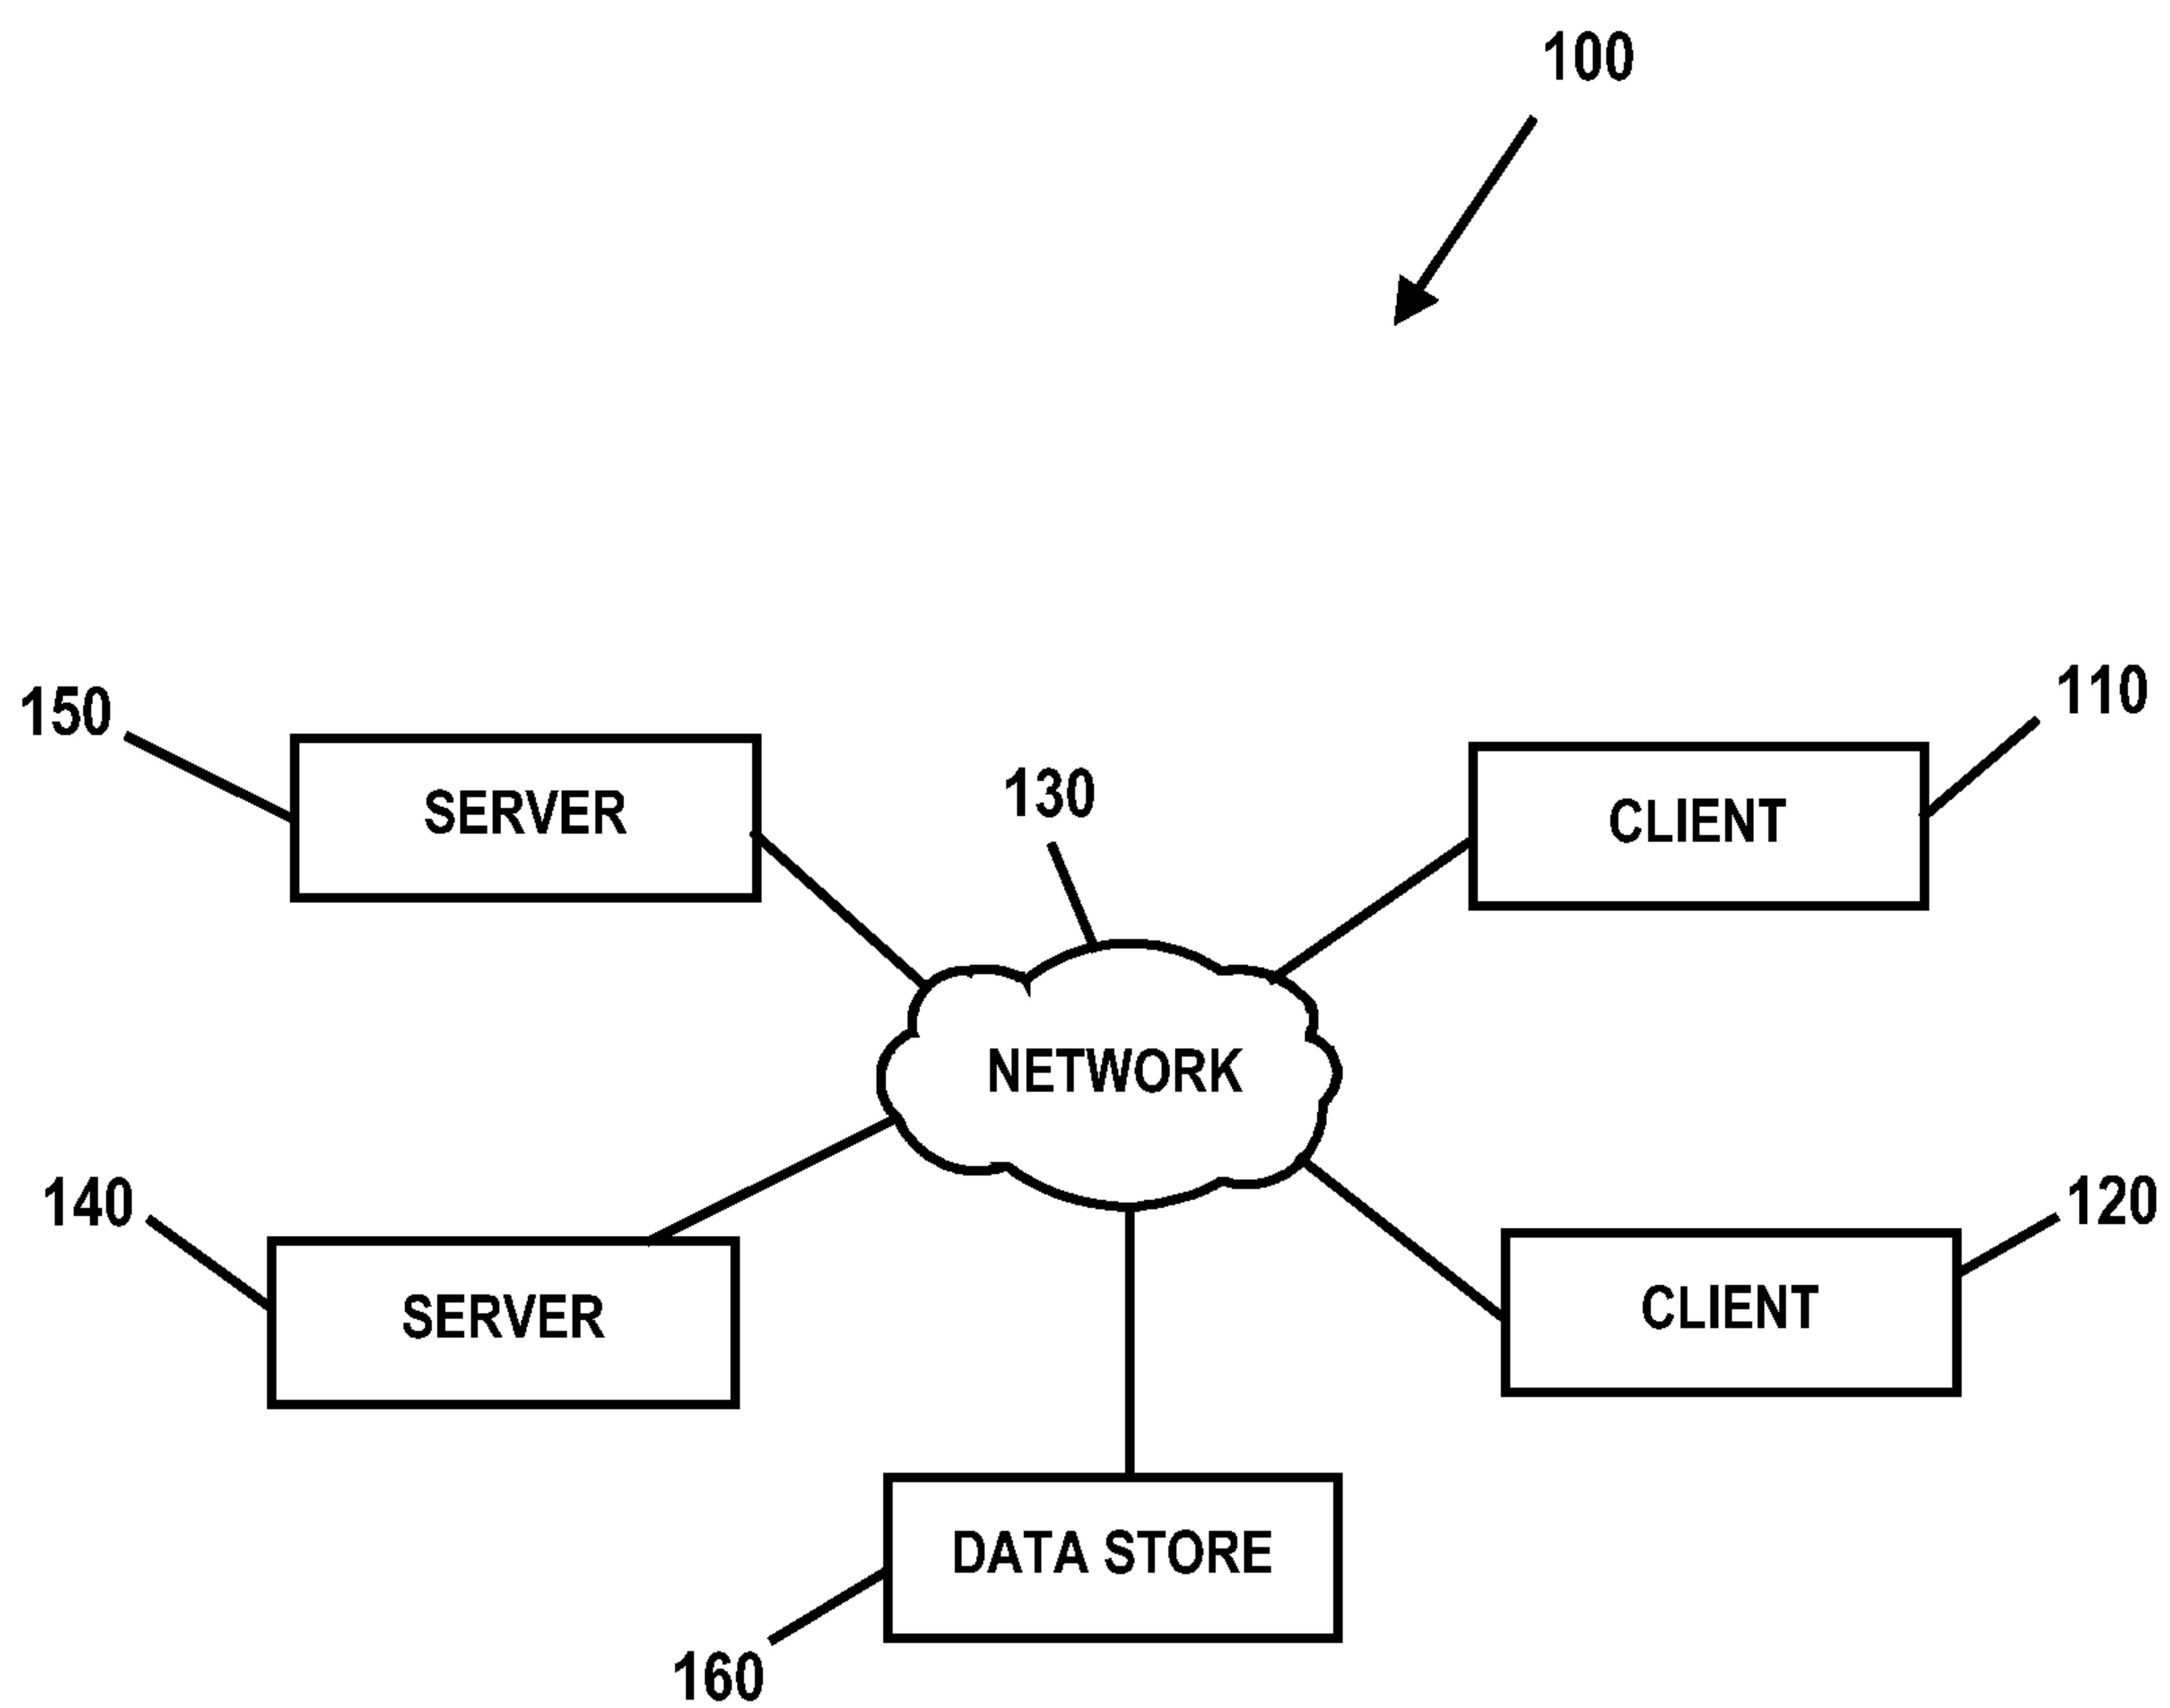 100
150
110
SERVER
130
CLIENT
NETWORK
140
120
SERVER
CLIENT
DATA STORE
160